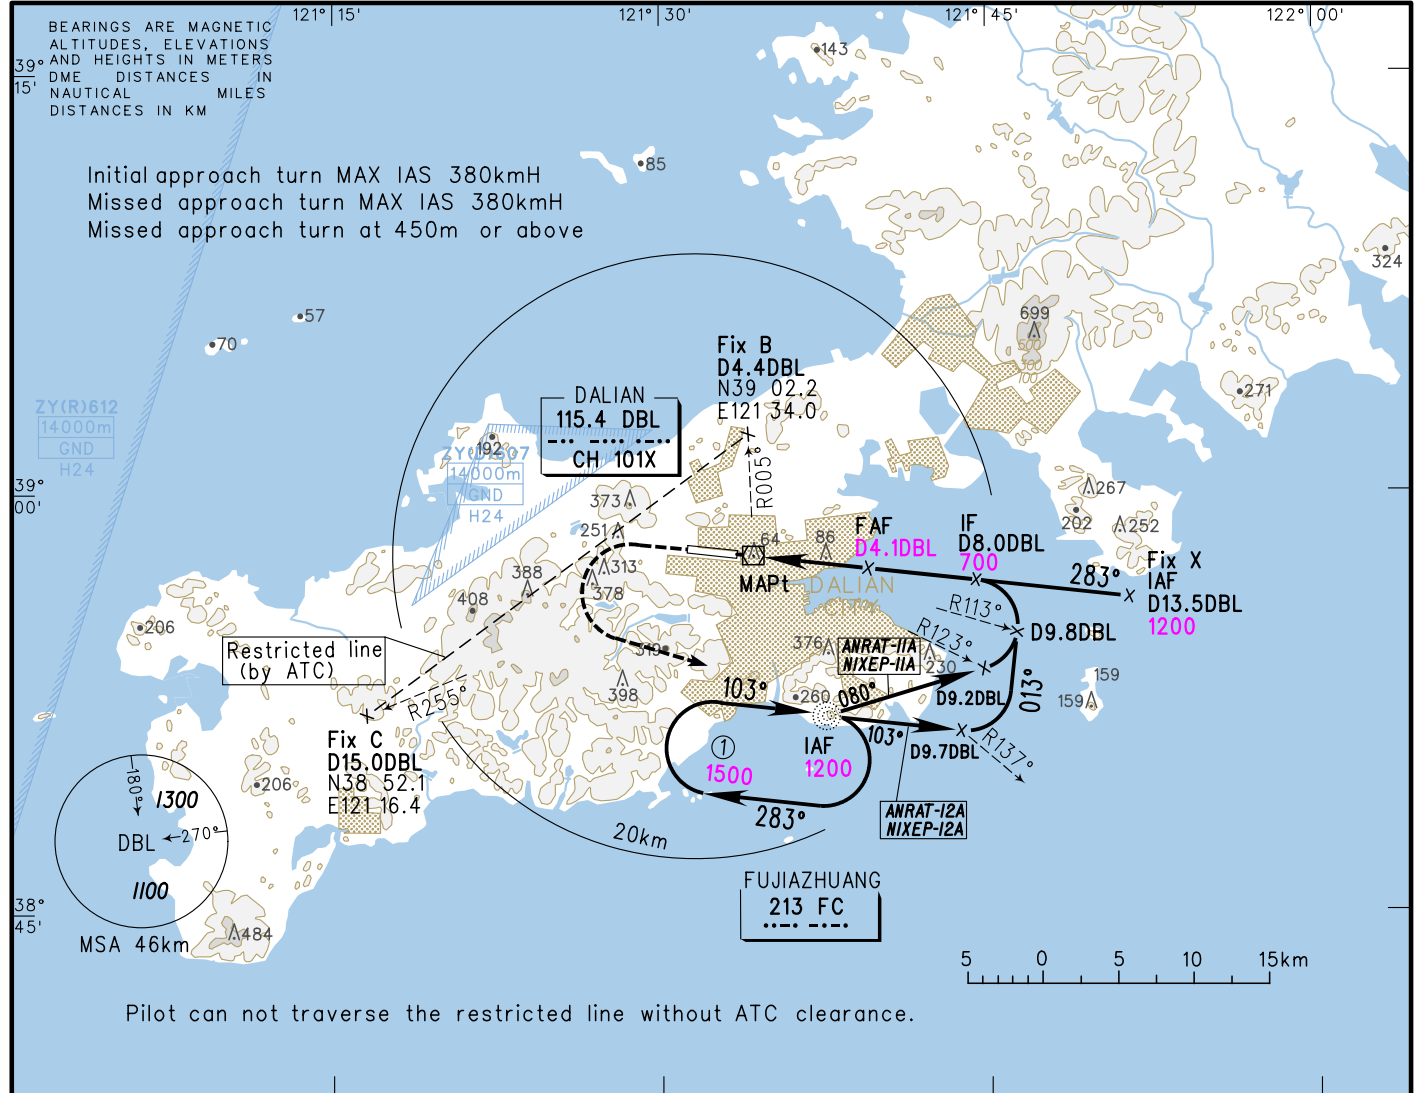 121° 15'
121° 30'
121° 45'
122° 00'
BEARINGS ARE MAGNETIC
ALTITUDES, ELEVATIONS
AND HEIGHTS IN METERS
DME DISTANCES IN
NAUTICAL MILES
DISTANCES IN KM
39°
15'
143
85
Initial approach turn MAX IAS 380kmH
Missed approach turn MAX IAS 380kmH
Missed approach turn at 450m or above
324
57
70
699
500
300
100
271
Fix B
D4.4DBL
N39 02.2
E121 34.0
DALIAN
115.4 DBL
CH 101X
ZY(R)612
14000m
GND
H24
192
14000m
GND
H24
R005°
39°
00'
373
251
267
202
252
64
86
FAF
D4.1DBL
IF
D8.0DBL
700
283°
Fix X
IAF
D13.5DBL
1200
MAPt
DALIAN
CITY
313
378
388
408
206
R113°
D9.8DBL
R123°
376
ANRAT-11A
NIXEP-11A
230
319
398
Restricted line
(by ATC)
R255°
103°
260
080°
D9.2DBL
013°
159
159
103°
D9.7DBL
R137°
1
1500
IAF
1200
283°
ANRAT-12A
NIXEP-12A
Fix C
D15.0DBL
N38 52.1
E121 16.4
206
180°
1300
DBL
270°
1100
MSA 46km
484
20km
FUJIAZHUANG
213 FC
38°
45'
5 0 5 10 15km
Pilot can not traverse the restricted line without ATC clearance.